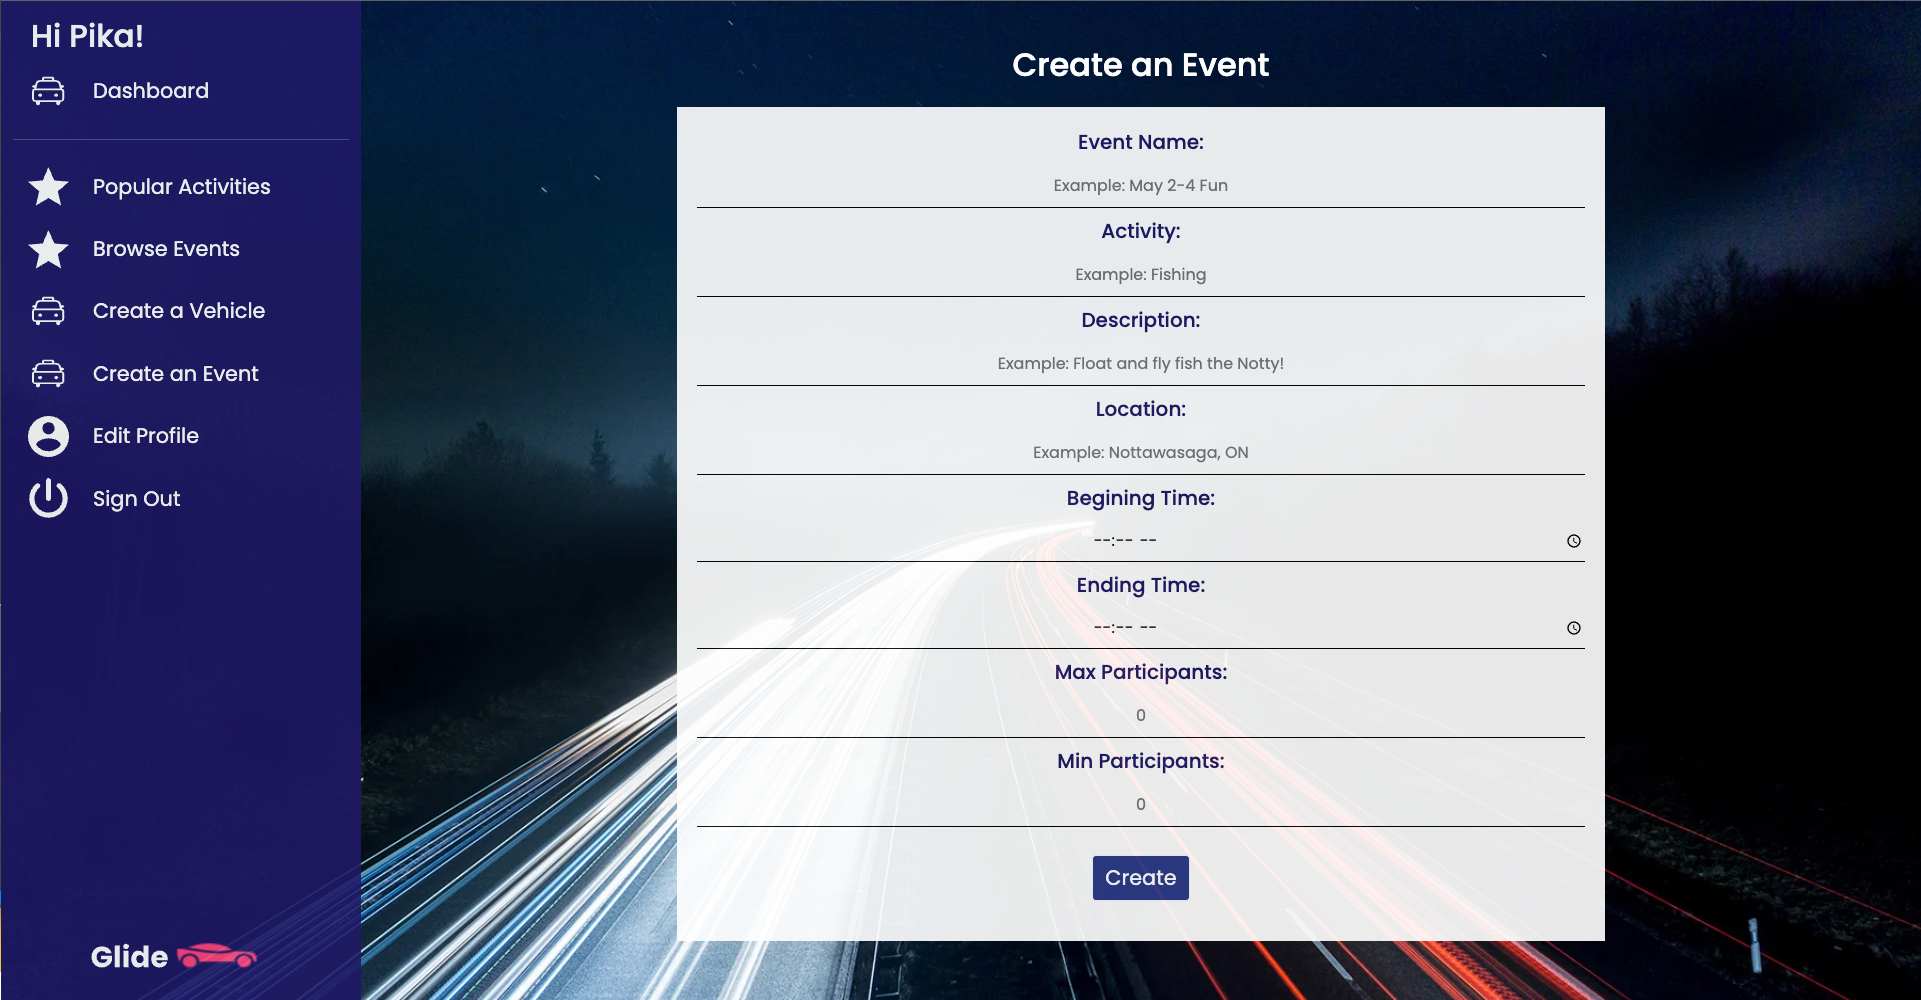 Hi Pika!
Dashboard
Popular Activities
Browse Events
Create a Vehicle
Create an Event
Edit Profile
Sign Out
Glide
Create an Event
Event Name:
Example: May 2-4 Fun
Activity:
Example: Fishing
Description:
Example: Float and fly fish the Notty!
Location:
Example: Nottawasaga, ON
Begining Time:
--:-- --
Ending Time:
--:-- --
Max Participants:
0
Min Participants:
0
Create